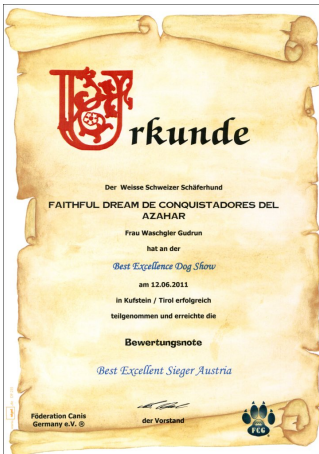 Urkunde
Der Weisse Schweizer Schäferhund
FAITHFUL DREAM DE CONQUISTADORES DEL
AZAHAR
Frau Waschgler Gudrun
hat an der
Best Excellence Dog Show
am 12.06.2011
in Kufstein / Tirol erfolgreich
teilgenommen und erreichte die
Bewertungsnote
Best Excellent Sieger Austria
Föderation Canis
Germany e.V. ®
der Vorstand
FCG